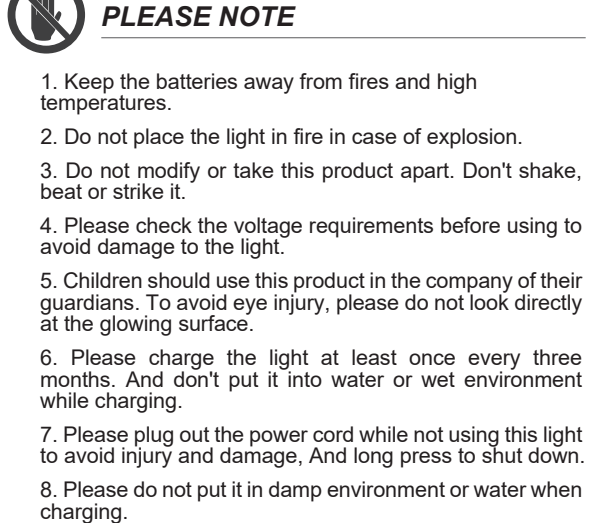 PLEASE NOTE
1. Keep the batteries away from fires and high
temperatures.
2. Do not place the light in fire in case of explosion.
3. Do not modify or take this product apart. Don't shake,
beat or strike it.
4. Please check the voltage requirements before using to
avoid damage to the light.
5. Children should use this product in the company of their
guardians. To avoid eye injury, please do not look directly
at the glowing surface.
6. Please charge the light at least once every three
months. And don't put it into water or wet environment
while charging.
7. Please plug out the power cord while not using this light
to avoid injury and damage, And long press to shut down.
8. Please do not put it in damp environment or water when
charging.